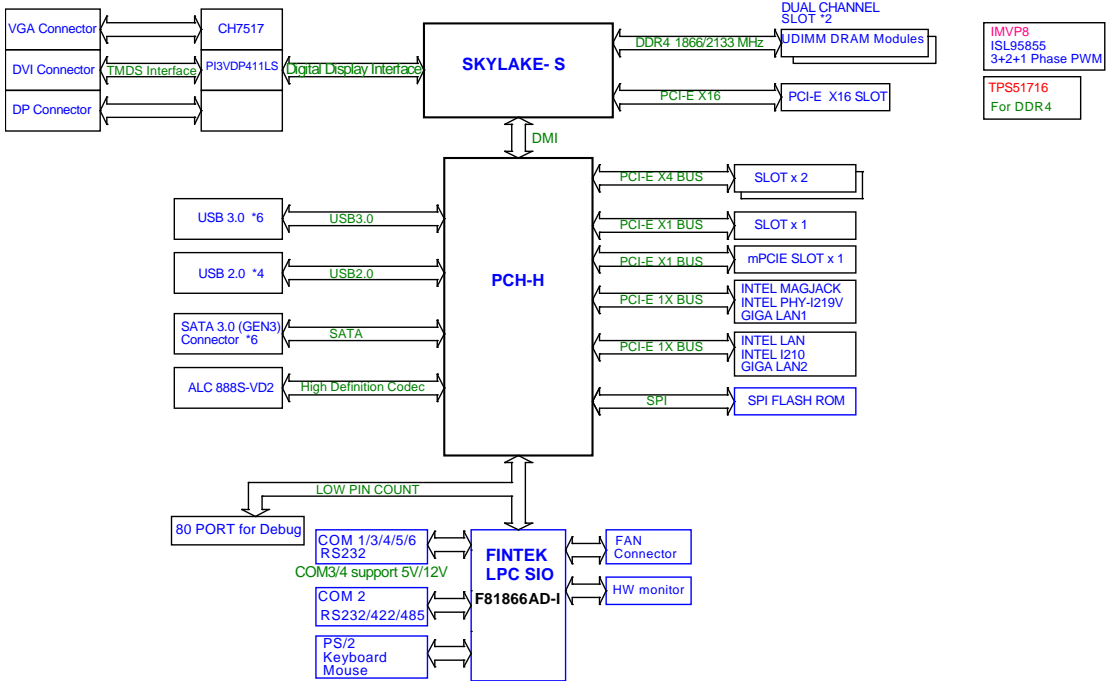 VGA Connector
CH7517
DVI Connector
TMDS Interface
PI3VDP411LS
Digital Display Interface
DP Connector
SKYLAKE- S
DDR4 1866/2133 MHz
DUAL CHANNEL
SLOT *2
UDIMM DRAM Modules
PCI-E X16
PCI-E X16 SLOT
IMVP8
ISL95855
3+2+1 Phase PWM
TPS51716
For DDR4
DMI
PCH-H
USB 3.0 *6
USB3.0
USB 2.0 *4
USB2.0
SATA 3.0 (GEN3)
Connector *6
SATA
ALC 888S-VD2
High Definition Codec
PCI-E X4 BUS
SLOT x 2
PCI-E X1 BUS
SLOT x 1
PCI-E X1 BUS
mPCIE SLOT x 1
PCI-E 1X BUS
INTEL MAGJACK
INTEL PHY-I219V
GIGA LAN1
PCI-E 1X BUS
INTEL LAN
INTEL I210
GIGA LAN2
SPI
SPI FLASH ROM
LOW PIN COUNT
80 PORT for Debug
COM 1/3/4/5/6
RS232
COM3/4 support 5V/12V
COM 2
RS232/422/485
PS/2
Keyboard
Mouse
FINTEK
LPC SIO
F81866AD-I
FAN
Connector
HW monitor